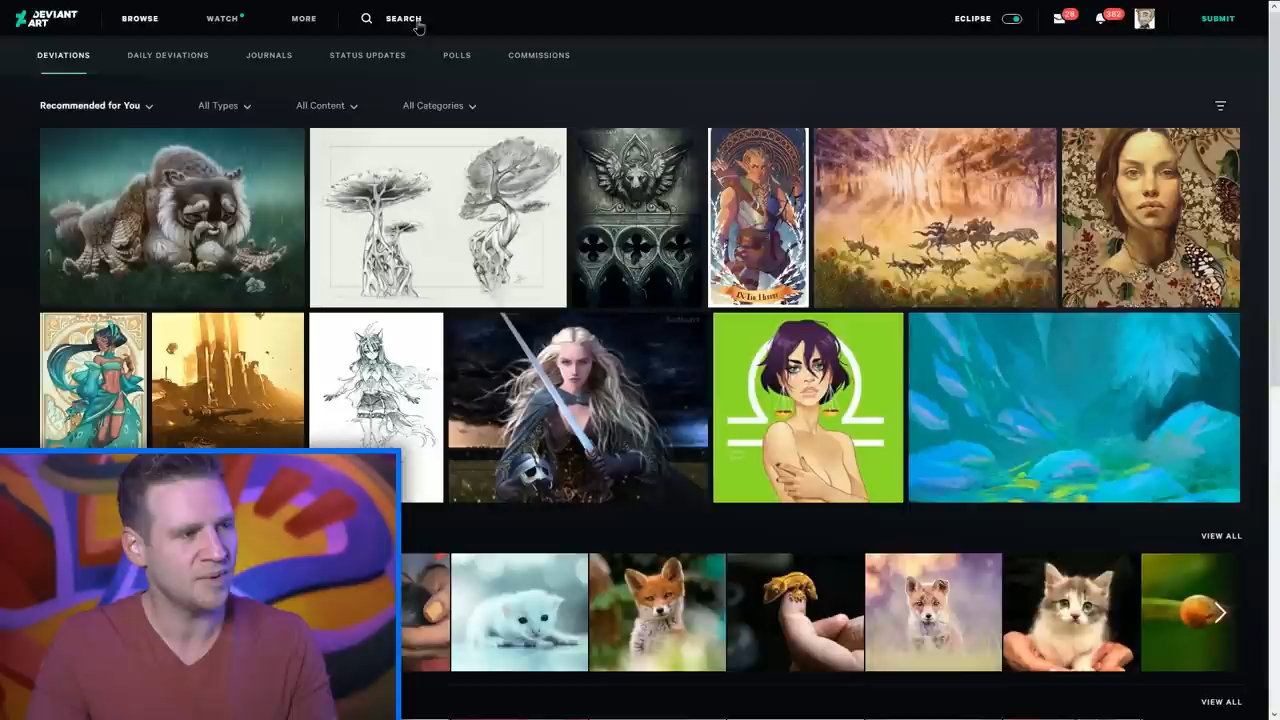 DEVIANT ART
BROWSE
WATCH
MORE
SEARCH
ECLIPSE
28
382
SUBMIT
DEVIATIONS
DAILY DEVIATIONS
JOURNALS
STATUS UPDATES
POLLS
COMMISSIONS
Recommended for You
All Types
All Content
All Categories
VIEW ALL
VIEW ALL